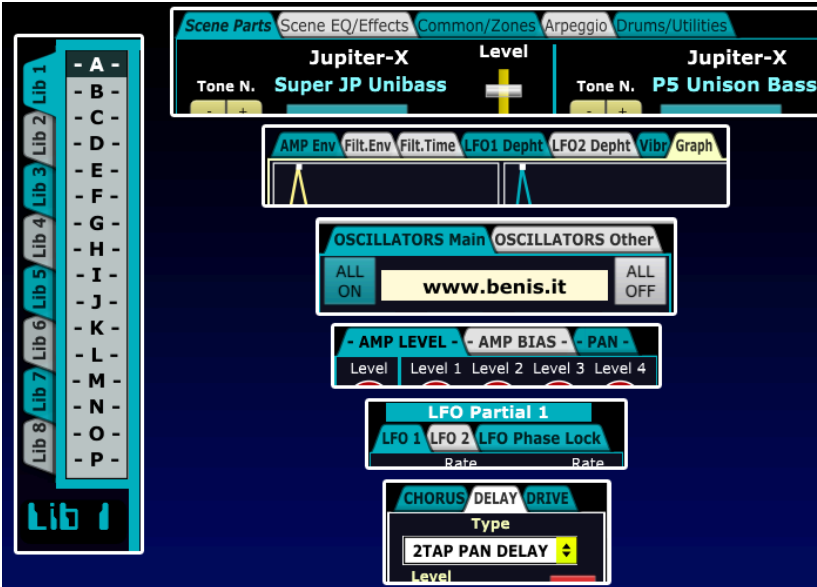 Lib 1
Lib 2
Lib 3
Lib 4
Lib 5
Lib 6
Lib 7
Lib 8
- A -
- B -
- C -
- D -
- E -
- F -
- G -
- H -
- I -
- J -
- K -
- L -
- M -
- N -
- O -
- P -
Lib 1
Scene Parts Scene EQ/Effects Common/Zones Arpeggio Drums/Utilities
Jupiter-X Level Jupiter-X
Tone N. Super JP Unibass Tone N. P5 Unison Bass
- + - +
AMP Env Filt.Env Filt.Time LFO1 Depht LFO2 Depht Vibr Graph
OSCILLATORS Main OSCILLATORS Other
ALL ON www.benis.it ALL OFF
- AMP LEVEL - - AMP BIAS - - PAN -
Level Level 1 Level 2 Level 3 Level 4
LFO Partial 1
LFO 1 LFO 2 LFO Phase Lock
Rate Rate
CHORUS DELAY DRIVE
Type
2TAP PAN DELAY
Level